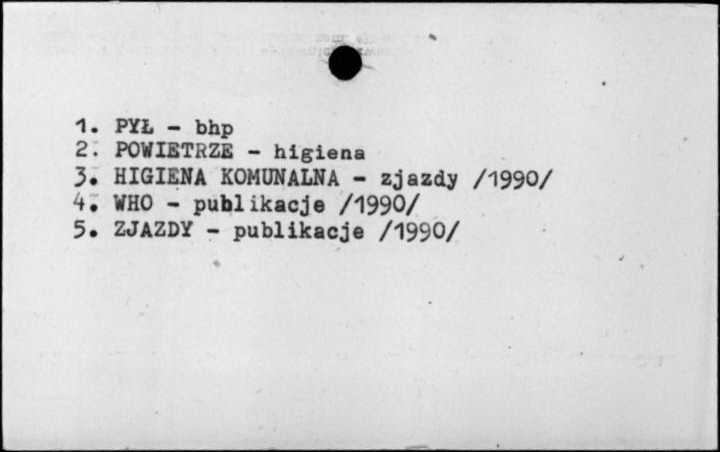 1. PYŁ - bhp
2. POWIETRZE - higiena
3. HIGIENA KOMUNALNA - zjazdy /1990/
4. WHO - publikacje /1990/
5. ZJAZDY - publikacje /1990/